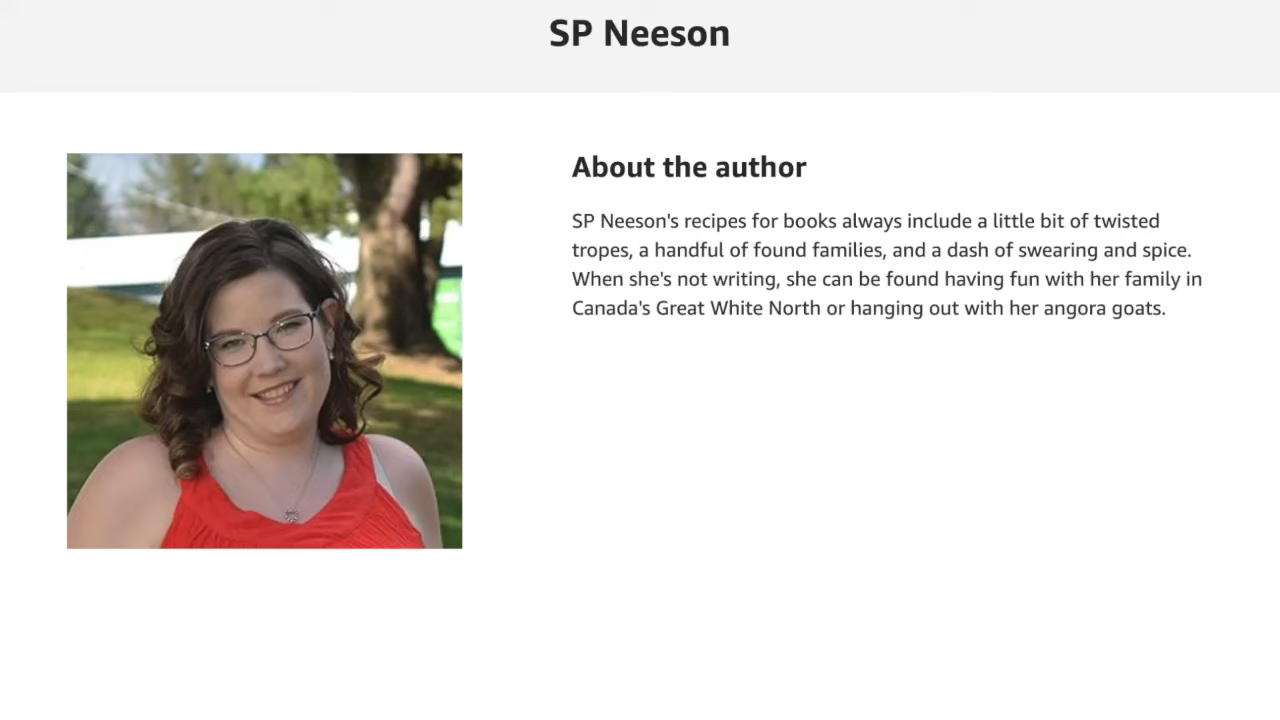 SP Neeson
About the author
SP Neeson's recipes for books always include a little bit of twisted
tropes, a handful of found families, and a dash of swearing and spice.
When she's not writing, she can be found having fun with her family in
Canada's Great White North or hanging out with her angora goats.